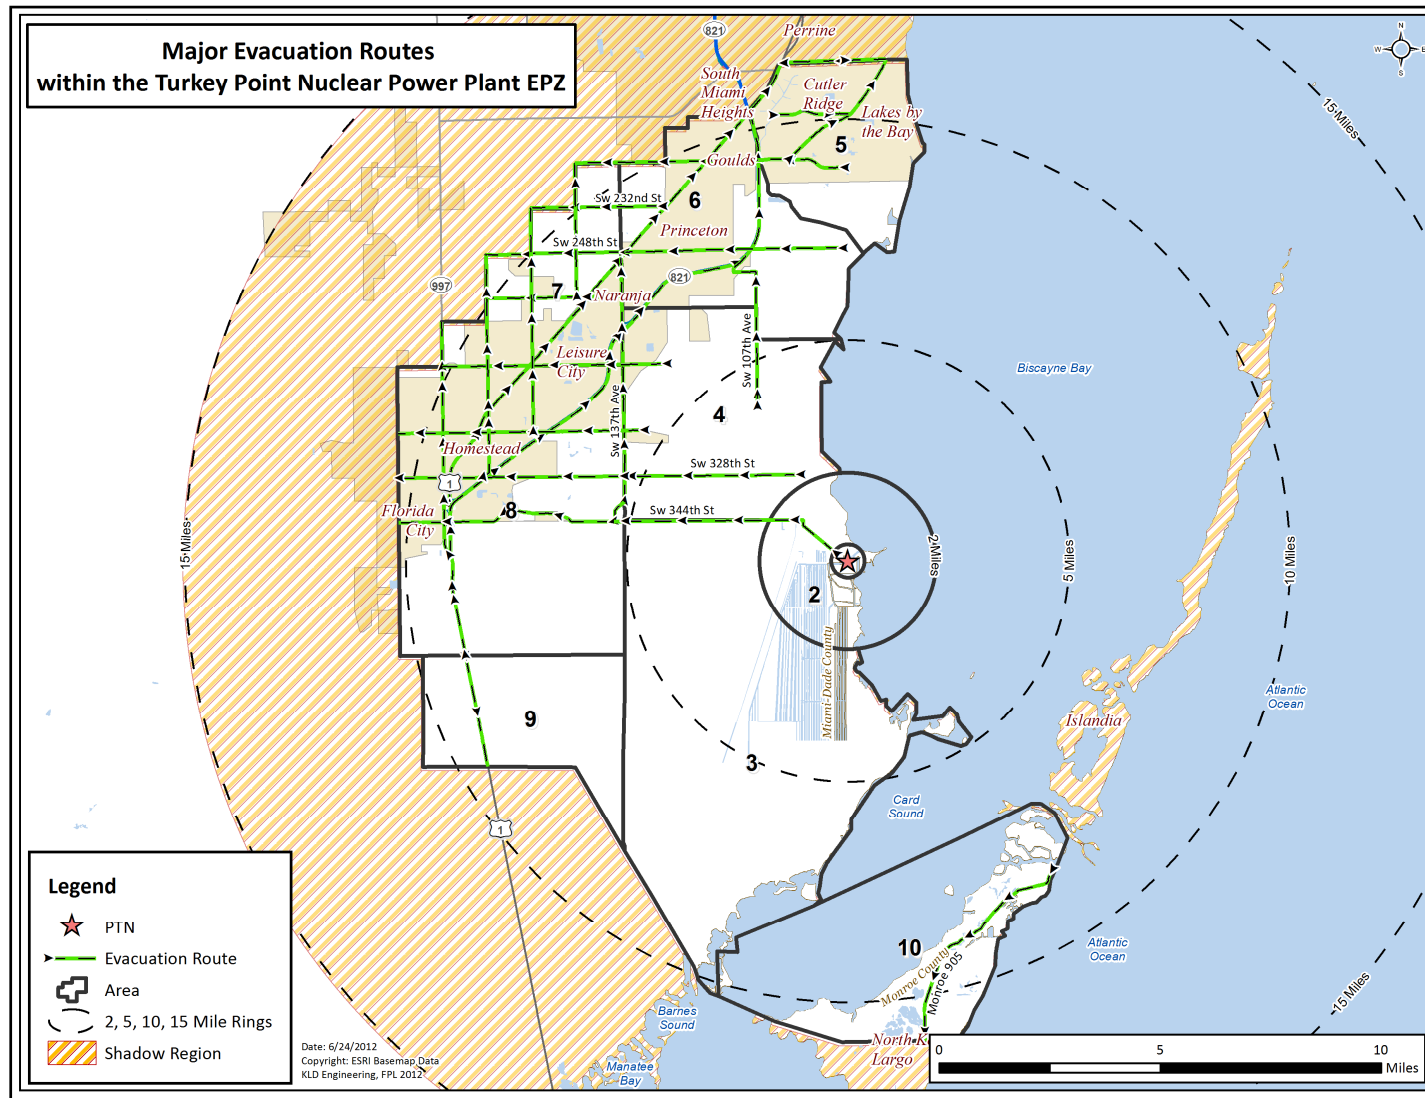 Major Evacuation Routes
within the Turkey Point Nuclear Power Plant EPZ
821
Perrine
N
W
E
S
South
Miami
Heights
Cutler
Ridge
Lakes by
the Bay
15 Miles
5
Goulds
Sw 232nd St
6
Princeton
Sw 248th St
821
997
7
Naranja
Biscayne Bay
Leisure
City
Sw 107th Ave
4
Sw 137th Ave
Homestead
Sw 328th St
1
Florida
City
8
Sw 344th St
15 Miles
2 Miles
5 Miles
10 Miles
2
Miami-Dade County
Atlantic
Ocean
9
Islandia
3
Card
Sound
1
10
Atlantic
Ocean
Monroe County
Monroe 905
15 Miles
Barnes
Sound
North K
Largo
Manatee
Bay
Legend
PTN
Evacuation Route
Area
2, 5, 10, 15 Mile Rings
Shadow Region
Date: 6/24/2012
Copyright: ESRI Basemap Data
KLD Engineering, FPL 2012
0
5
10
Miles